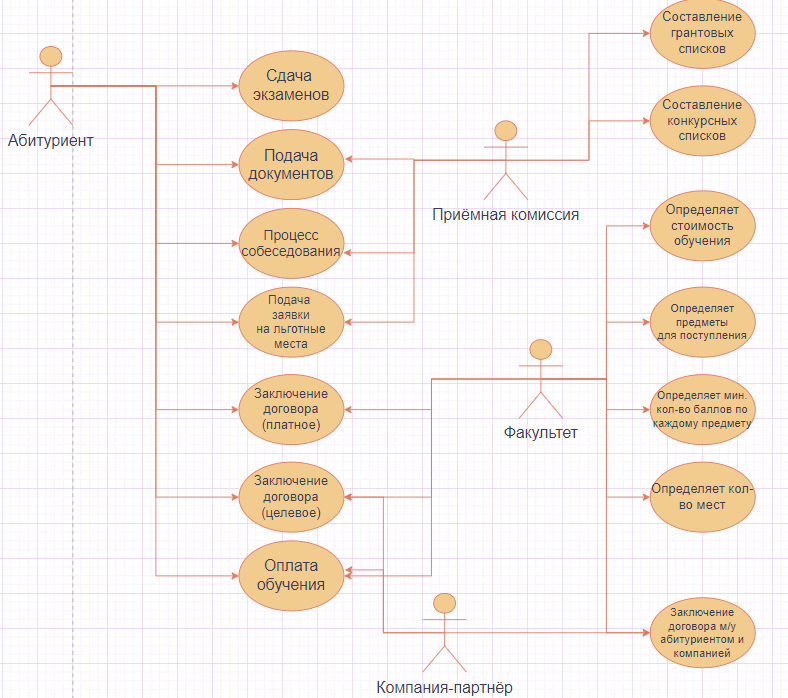 Абитуриент
Сдача
экзаменов
Подача
документов
Процесс
собеседования
Подача
заявки
на льготные
места
Заключение
договора
(платное)
Заключение
договора
(целевое)
Оплата
обучения
Приёмная комиссия
Факультет
Компания-партнёр
Составление
грантовых
списков
Составление
конкурсных
списков
Определяет
стоимость
обучения
Определяет
предметы
для поступления
Определяет мин.
кол-во баллов по
каждому предмету
Определяет кол-
во мест
Заключение
договора м/у
абитуриентом и
компанией